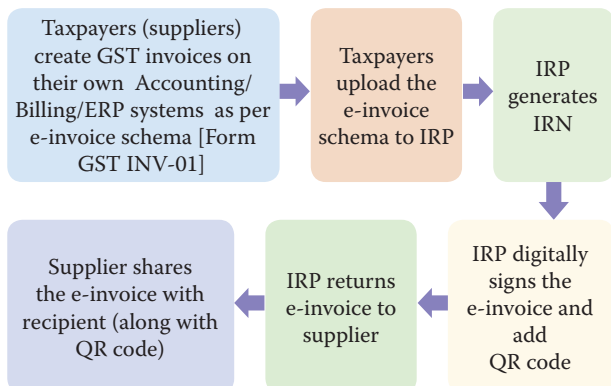 Taxpayers (suppliers)
create GST invoices on
their own Accounting/
Billing/ERP systems as per
e-invoice schema [Form
GST INV-01]
Taxpayers
upload the
e-invoice
schema to IRP
IRP
generates
IRN
IRP digitally
signs the
e-invoice and
add
QR code
IRP returns
e-invoice to
supplier
Supplier shares
the e-invoice with
recipient (along with
QR code)